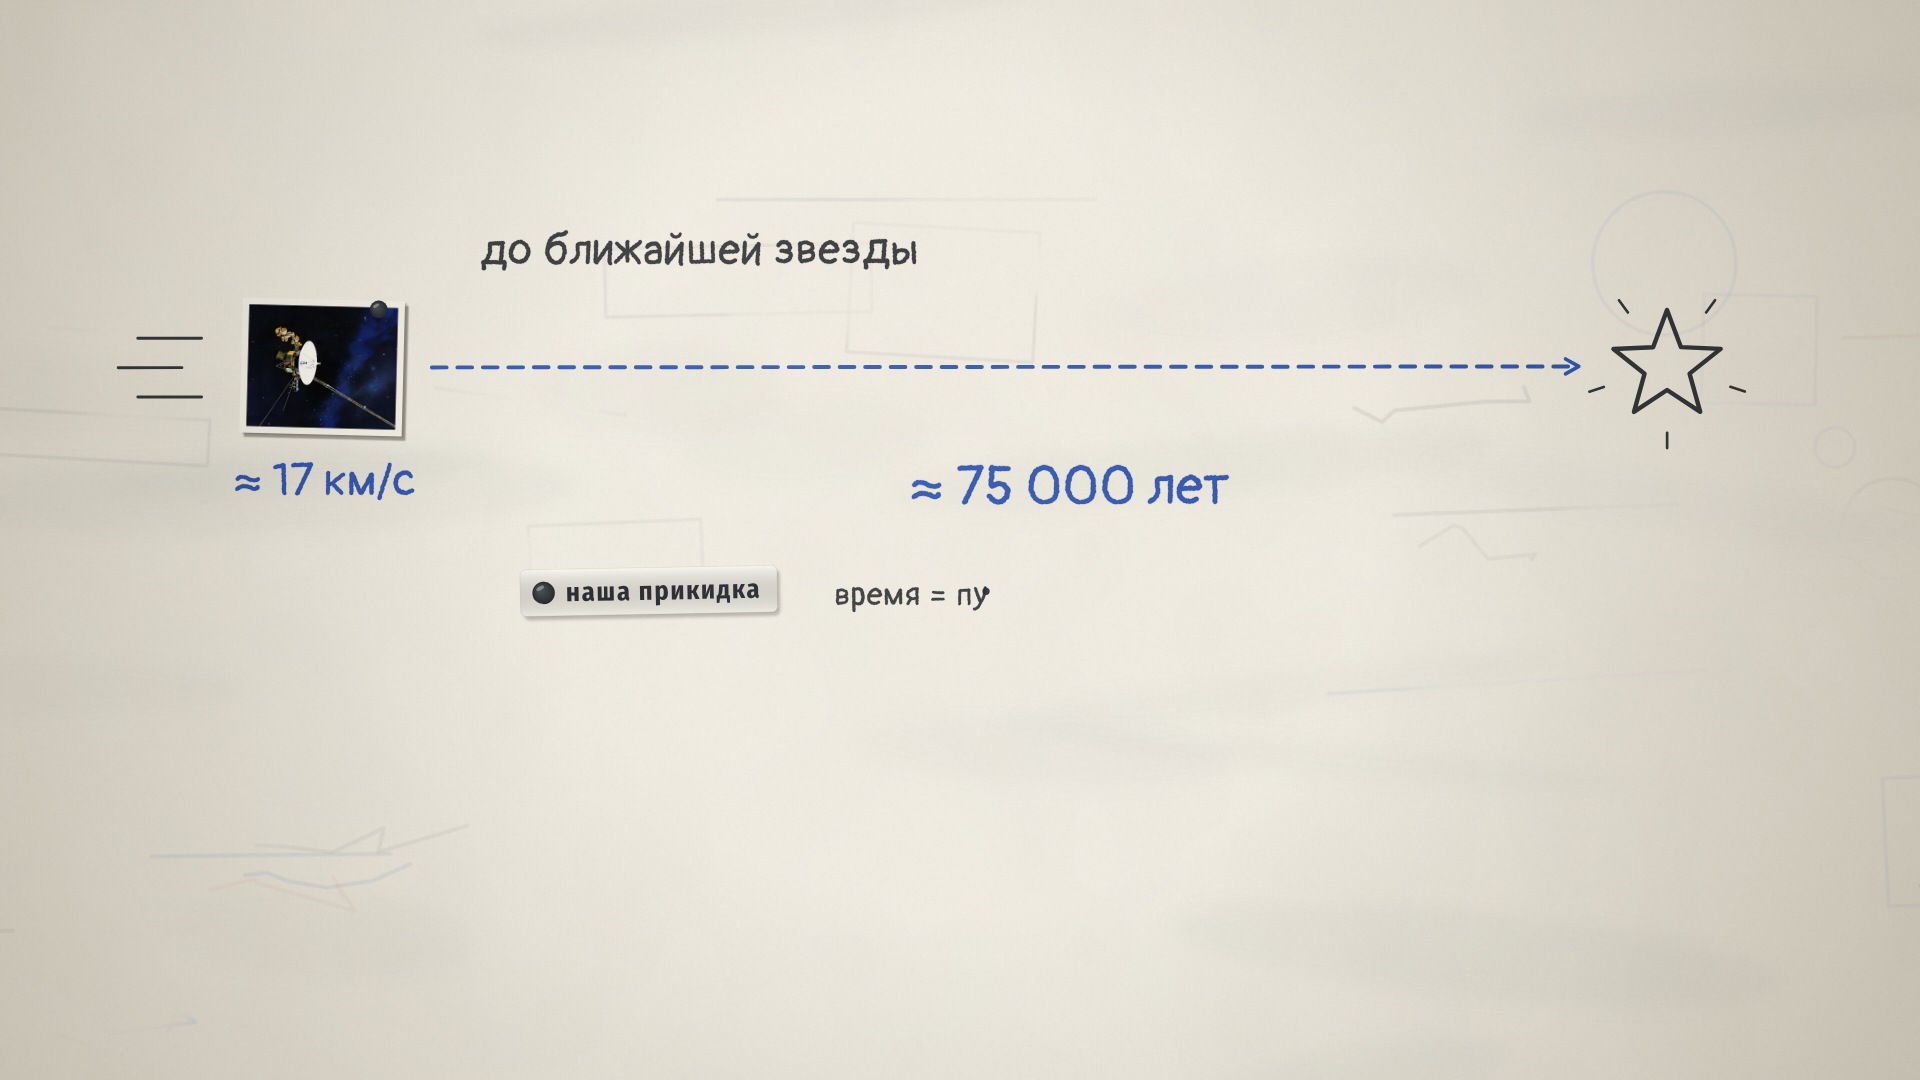 до ближайшей звезды
≈ 17 км/с
≈ 75 000 лет
наша прикидка
время = пу